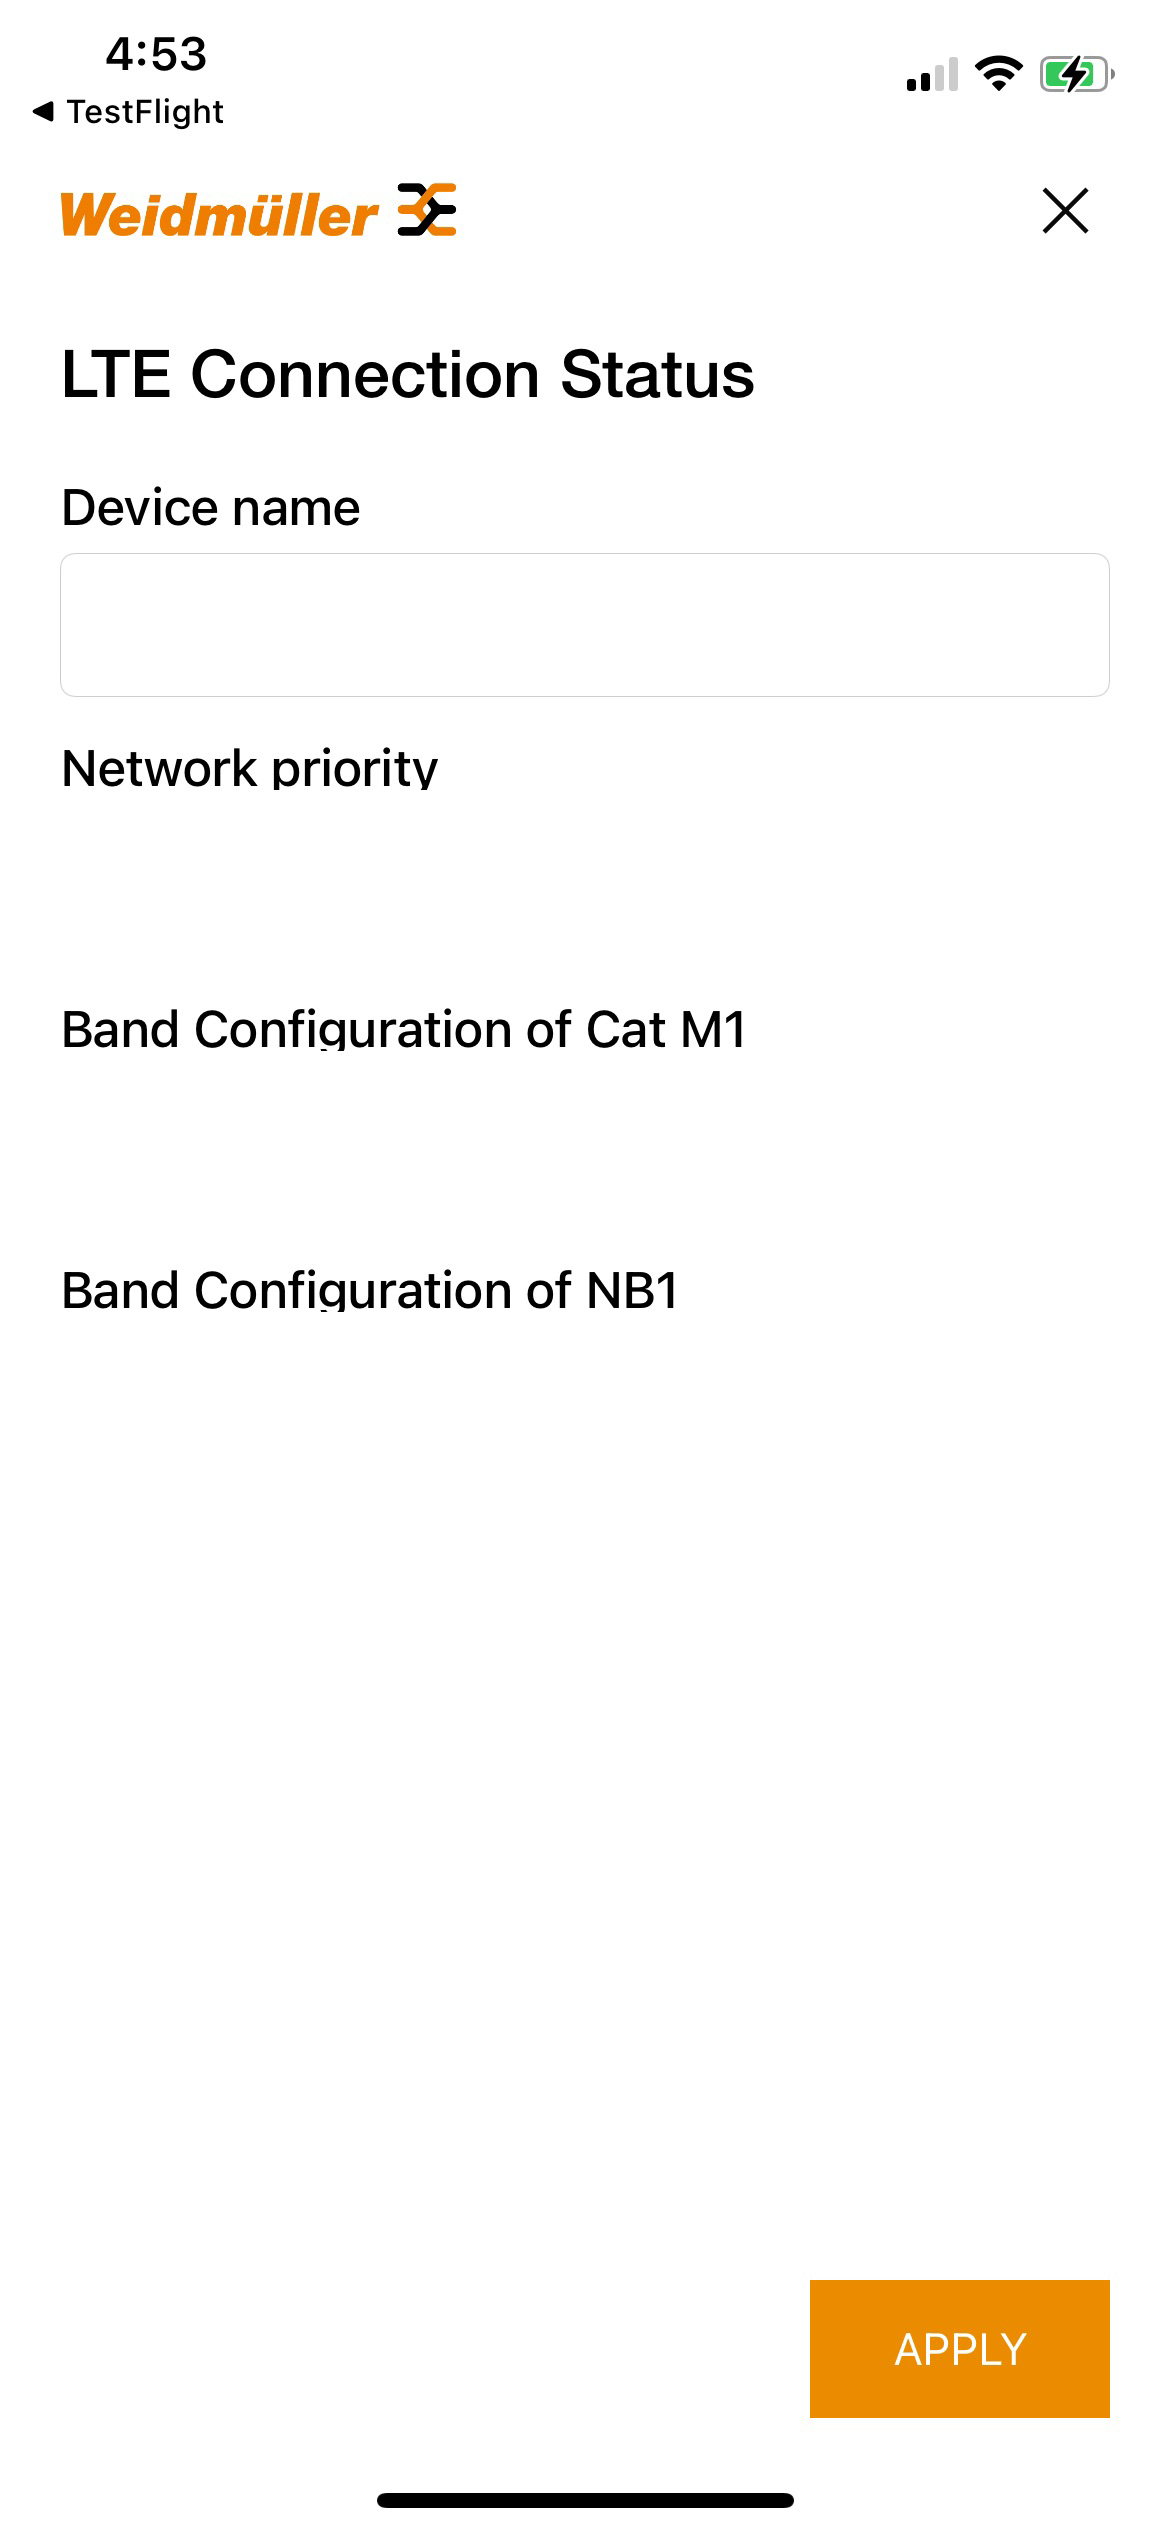 4:53
TestFlight
Weidmüller
LTE Connection Status
Device name
Network priority
Band Configuration of Cat M1
Band Configuration of NB1
APPLY